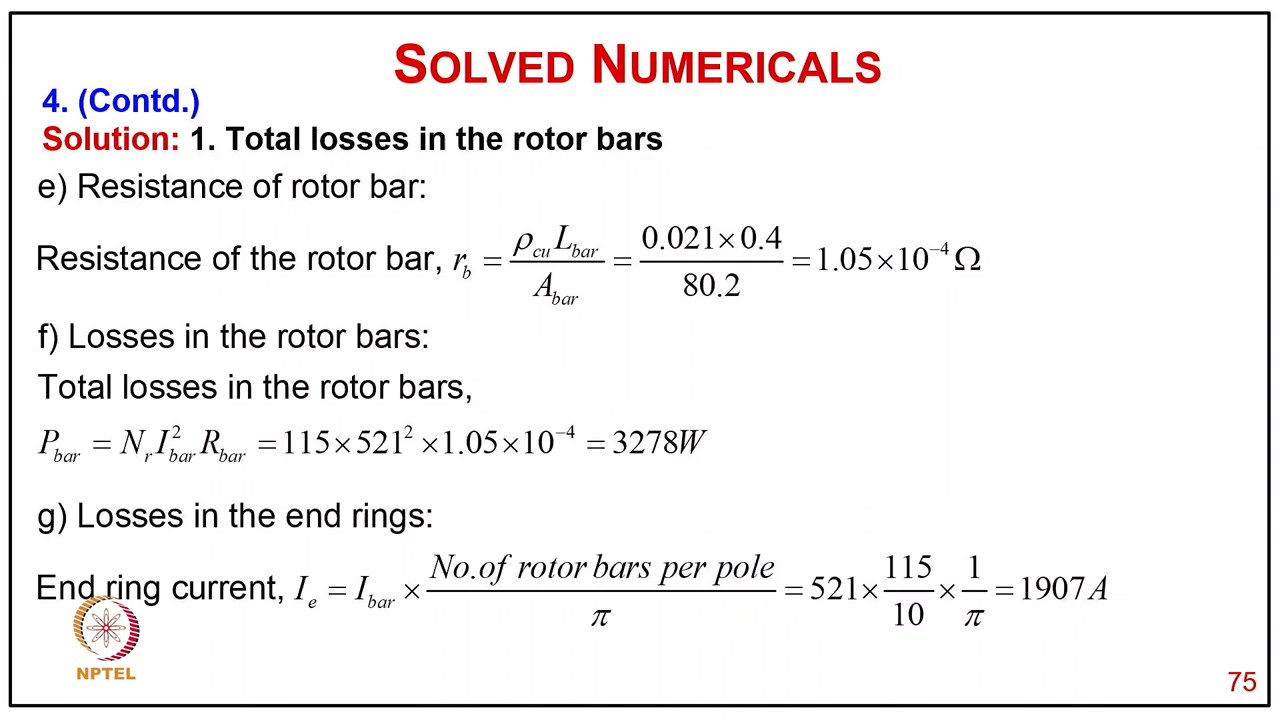 SOLVED NUMERICALS
4. (Contd.)
Solution: 1. Total losses in the rotor bars
e) Resistance of rotor bar:
Resistance of the rotor bar, r_b = ρ_cu L_bar / A_bar = 0.021×0.4 / 80.2 = 1.05×10^−4 Ω
f) Losses in the rotor bars:
Total losses in the rotor bars,
P_bar = N_r I_bar^2 R_bar = 115×521^2×1.05×10^−4 = 3278W
g) Losses in the end rings:
End ring current, I_e = I_bar × No.of rotor bars per pole / π = 521× 115 / 10 × 1 / π = 1907 A
NPTEL
75